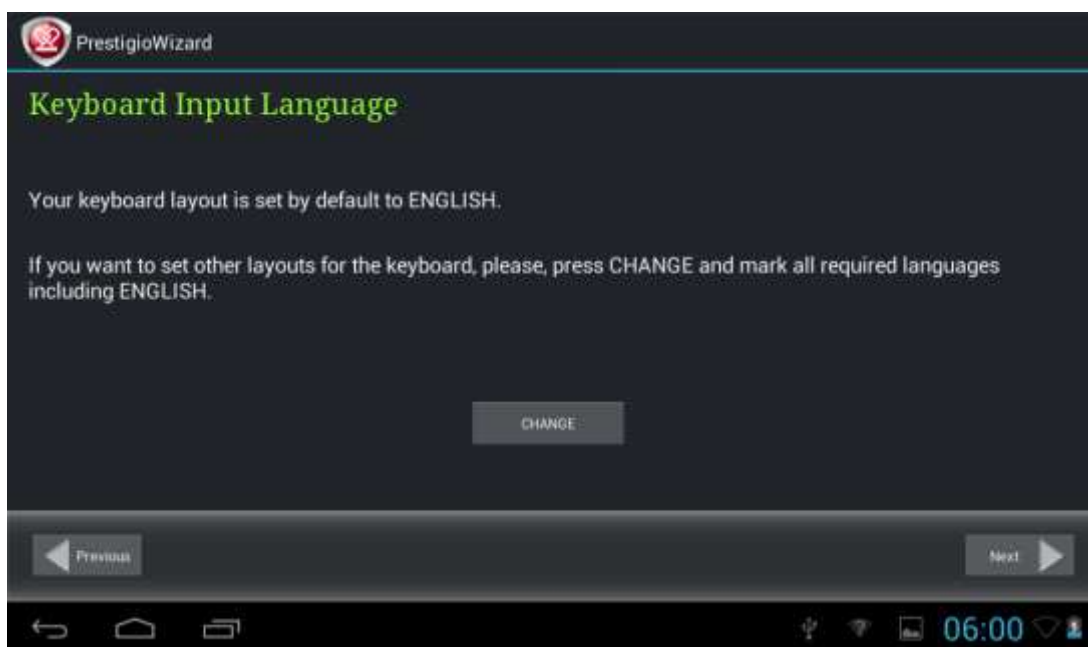 PrestigioWizard
Keyboard Input Language
Your keyboard layout is set by default to ENGLISH.
If you want to set other layouts for the keyboard, please, press CHANGE and mark all required languages
including ENGLISH.
CHANGE
Previous
Next
06:00